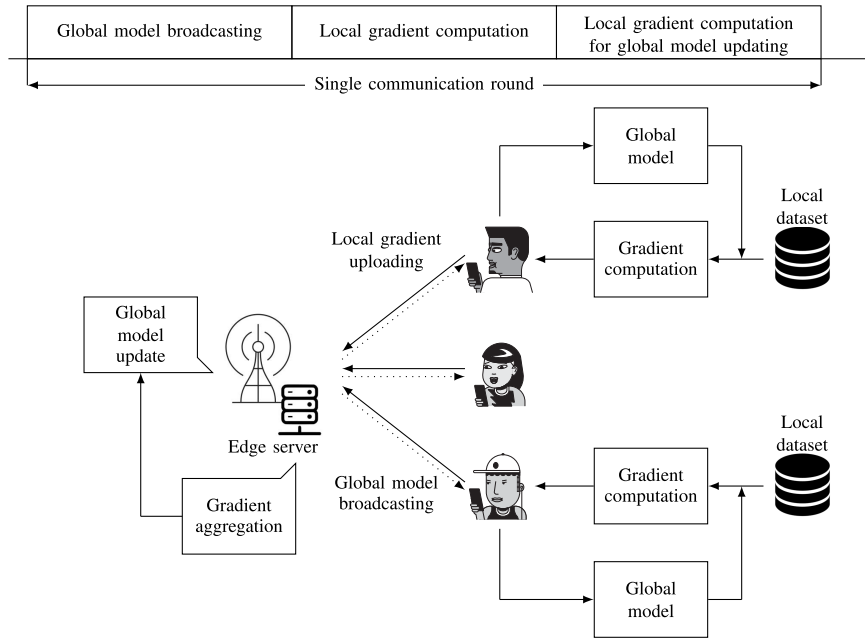 Global model broadcasting
Local gradient computation
Local gradient computation
for global model updating
Single communication round
Global
model
Local
dataset
Local gradient
uploading
Gradient
computation
Global
model
update
Edge server
Local
dataset
Global model
broadcasting
Gradient
computation
Gradient
aggregation
Global
model